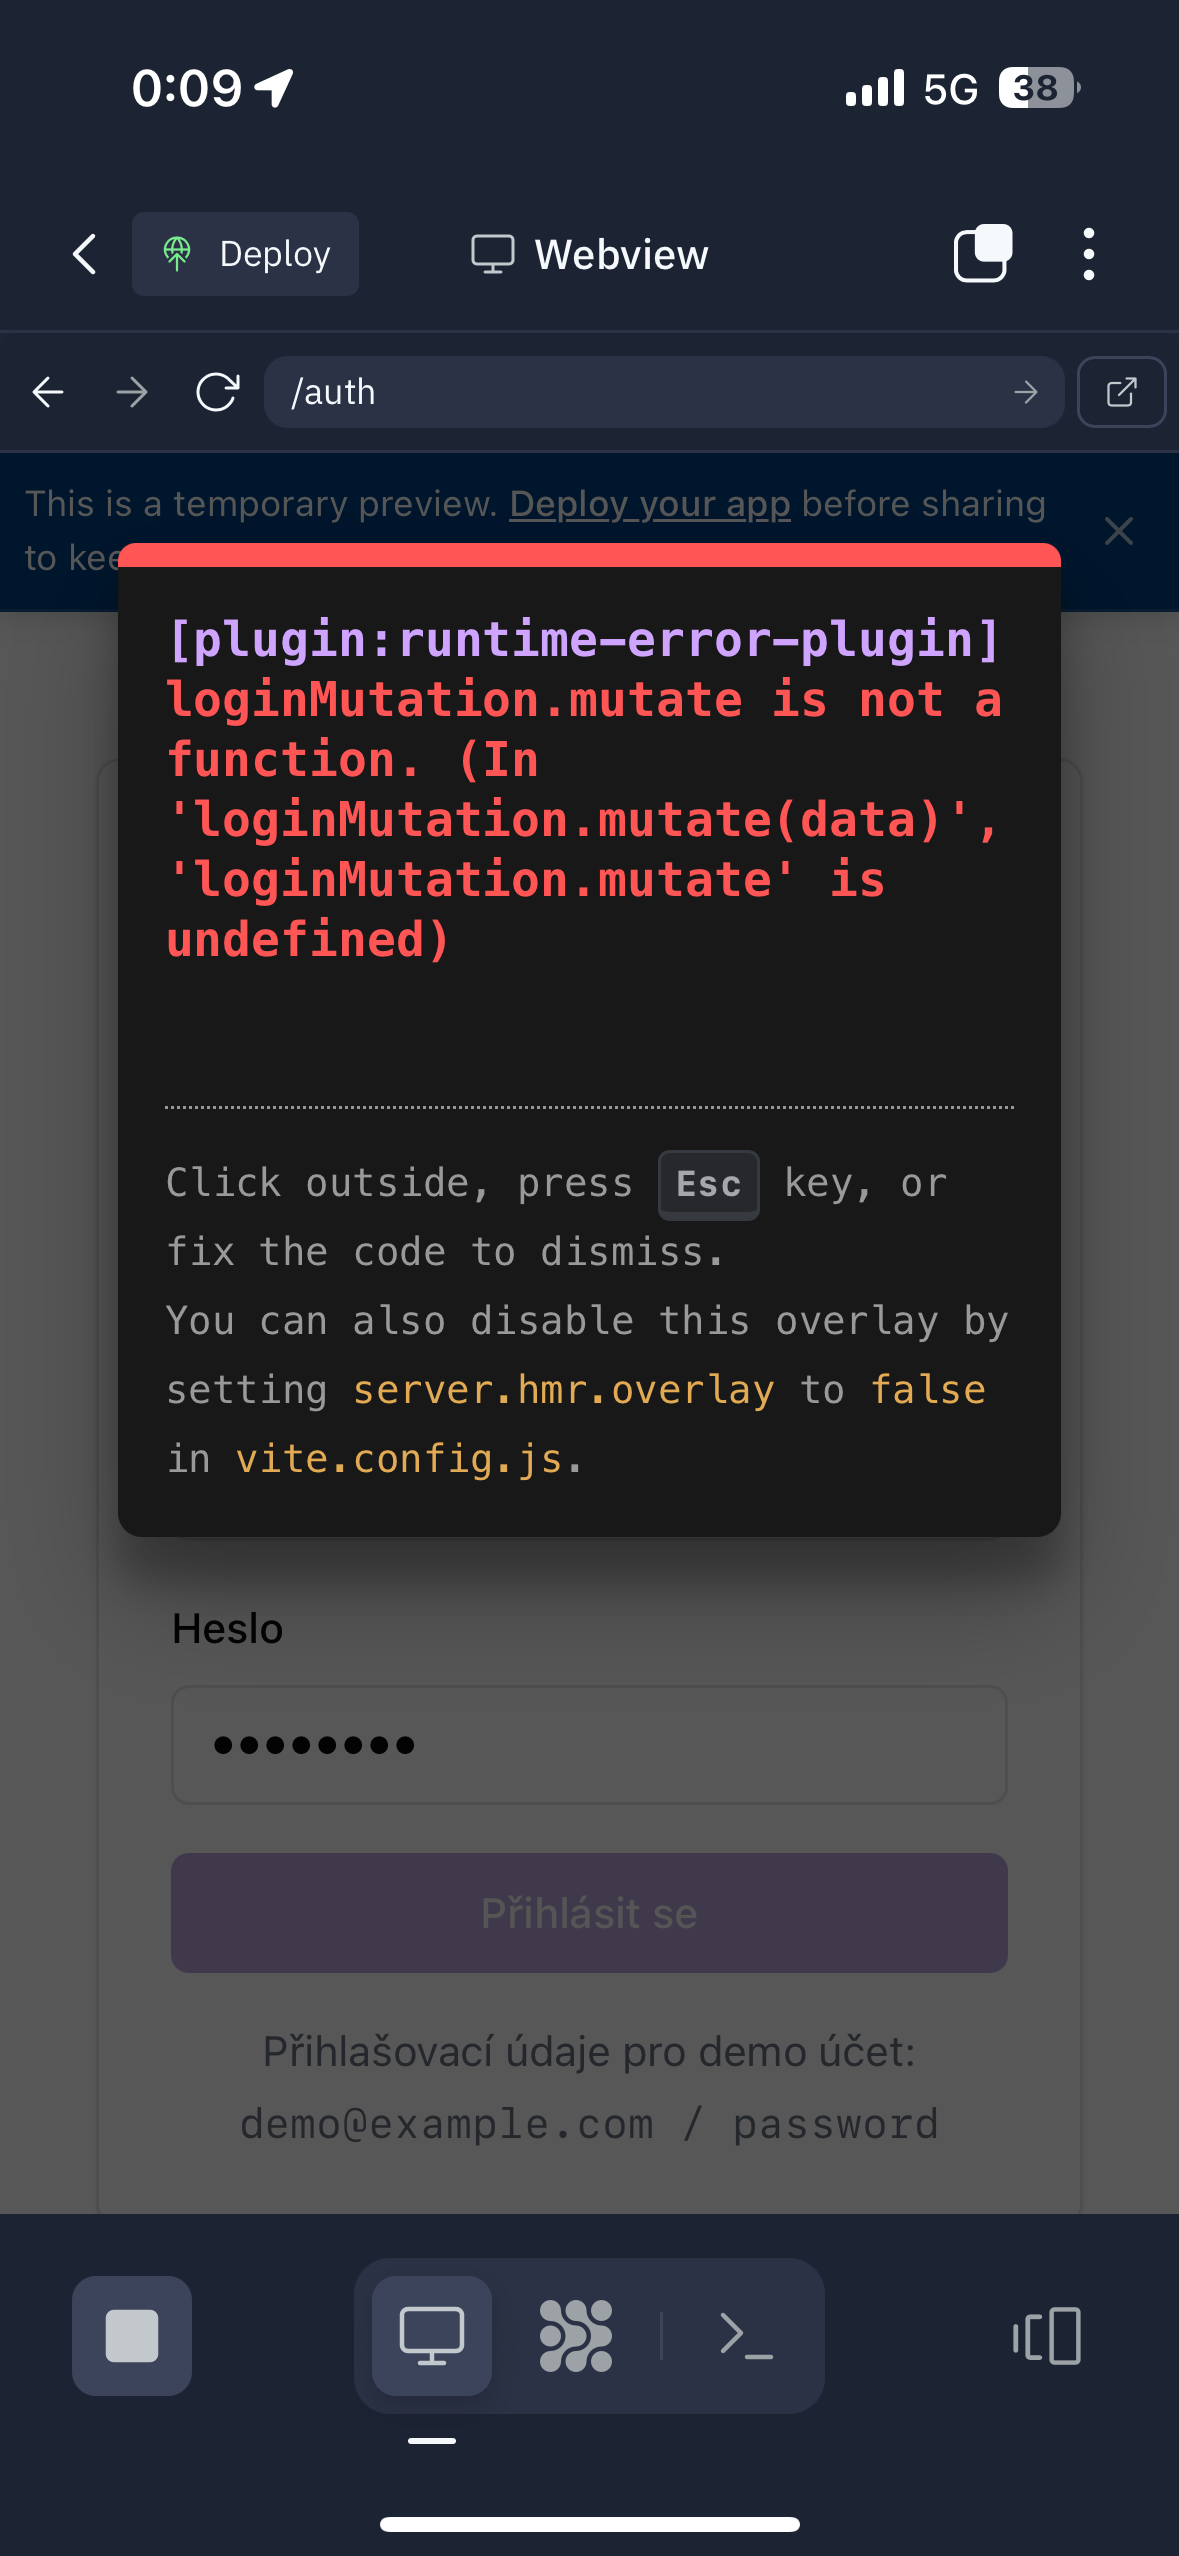 0:09
5G
38
Deploy
Webview
/auth
This is a temporary preview. Deploy your app before sharing
to kee
[plugin:runtime-error-plugin]
loginMutation.mutate is not a
function. (In
'loginMutation.mutate(data)',
'loginMutation.mutate' is
undefined)
Click outside, press Esc key, or
fix the code to dismiss.
You can also disable this overlay by
setting server.hmr.overlay to false
in vite.config.js.
Heslo
Přihlásit se
Přihlašovací údaje pro demo účet:
demo@example.com / password